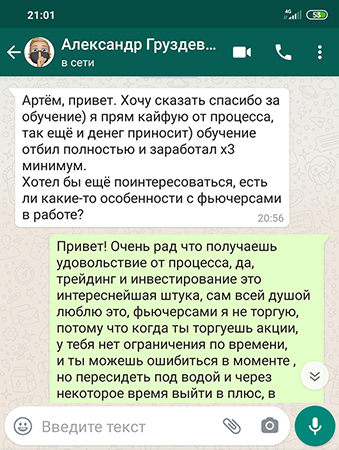 21:01
4G
53
Александр Груздев...
в сети
Артём, привет. Хочу сказать спасибо за
обучение) я прям кайфую от процесса,
так ещё и денег приносит) обучение
отбил полностью и заработал х3
минимум.
Хотел бы ещё поинтересоваться, есть
ли какие-то особенности с фьючерсами
в работе?
20:56
Привет! Очень рад что получаешь
удовольствие от процесса, да,
трейдинг и инвестирование это
интереснейшая штука, сам всей душой
люблю это, фьючерсами я не торгую,
потому что когда ты торгуешь акции,
у тебя нет ограничения по времени,
и ты можешь ошибиться в моменте ,
но пересидеть под водой и через
некоторое время выйти в плюс, в
Введите текст